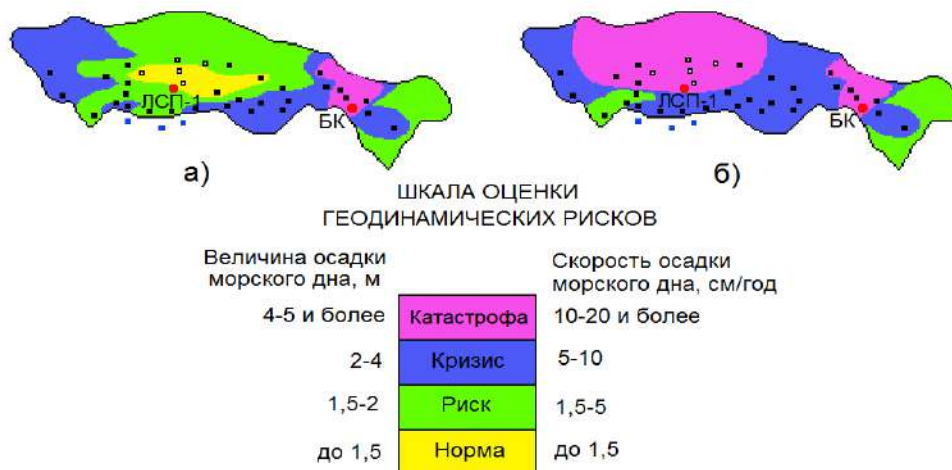 ЛСП-1
БК
а)
ЛСП-1
БК
б)
ШКАЛА ОЦЕНКИ
ГЕОДИНАМИЧЕСКИХ РИСКОВ
Величина осадки
морского дна, м
Скорость осадки
морского дна, см/год
4-5 и более
Катастрофа
10-20 и более
2-4
Кризис
5-10
1,5-2
Риск
1,5-5
до 1,5
Норма
до 1,5